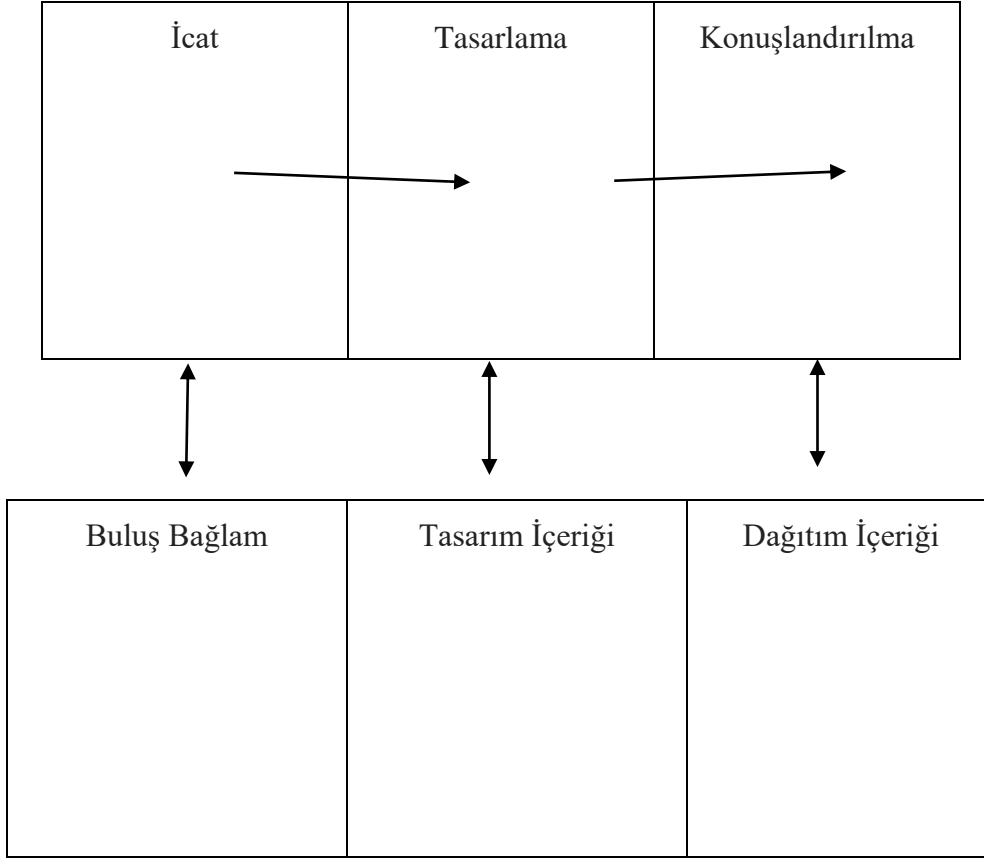 İcat
Tasarlama
Konuşlandırılma
Buluş Bağlam
Tasarım İçeriği
Dağıtım İçeriği